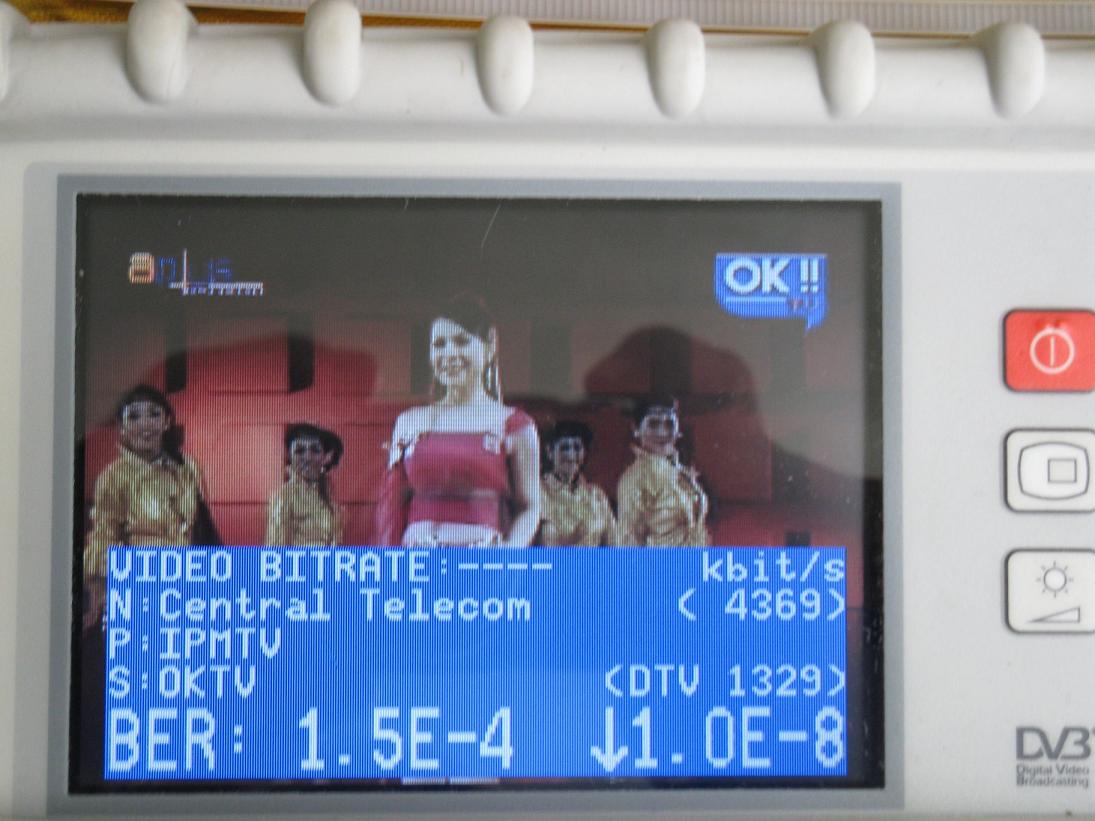 OK !!
VIDEO BITRATE:---- kbit/s
N:Central Telecom ( 4369)
P:IPMTV
S:OKTV (DTV 1329)
BER: 1.5E-4 ↓1.0E-8
DVB
Digital Video
Broadcasting